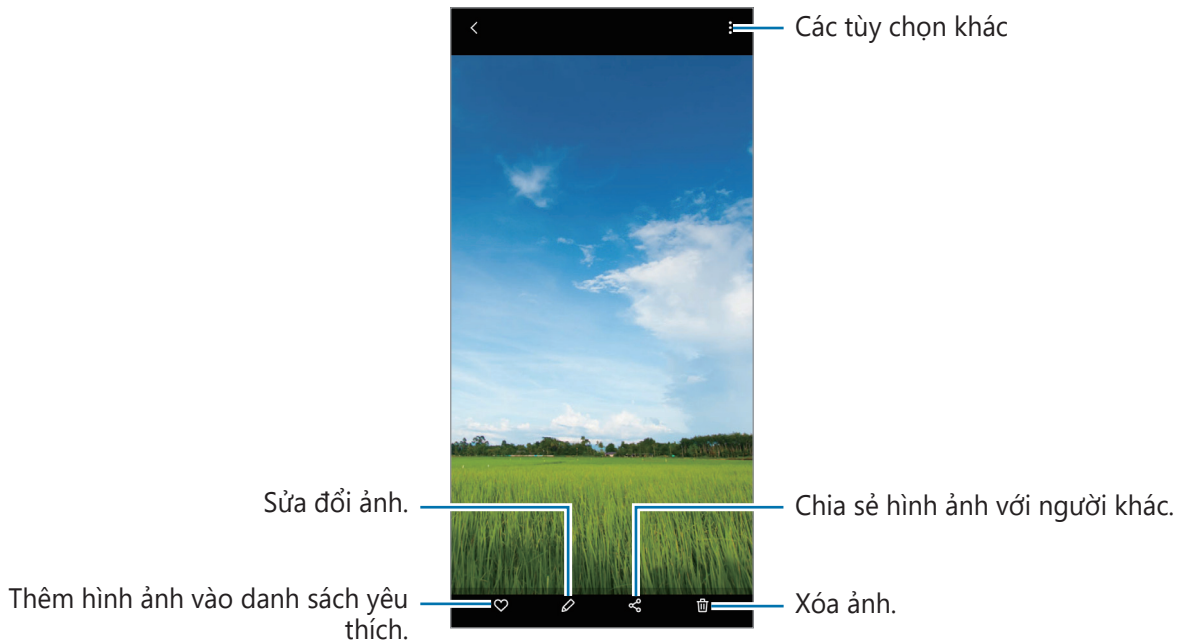 Các tùy chọn khác
Sửa đổi ảnh.
Chia sẻ hình ảnh với người khác.
Thêm hình ảnh vào danh sách yêu
thích.
Xóa ảnh.